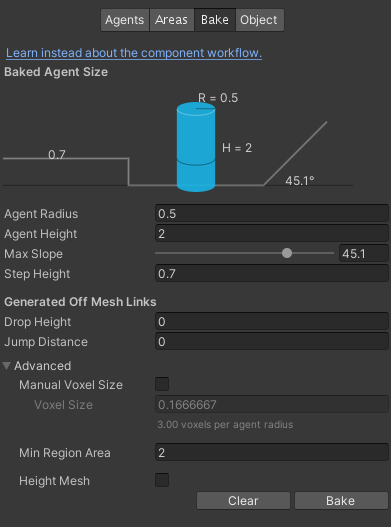 Agents Areas Bake Object
Learn instead about the component workflow.
Baked Agent Size
R = 0.5
0.7
H = 2
45.1°
Agent Radius 0.5
Agent Height 2
Max Slope 45.1
Step Height 0.7
Generated Off Mesh Links
Drop Height 0
Jump Distance 0
Advanced
Manual Voxel Size
Voxel Size 0.1666667
3.00 voxels per agent radius
Min Region Area 2
Height Mesh
Clear Bake